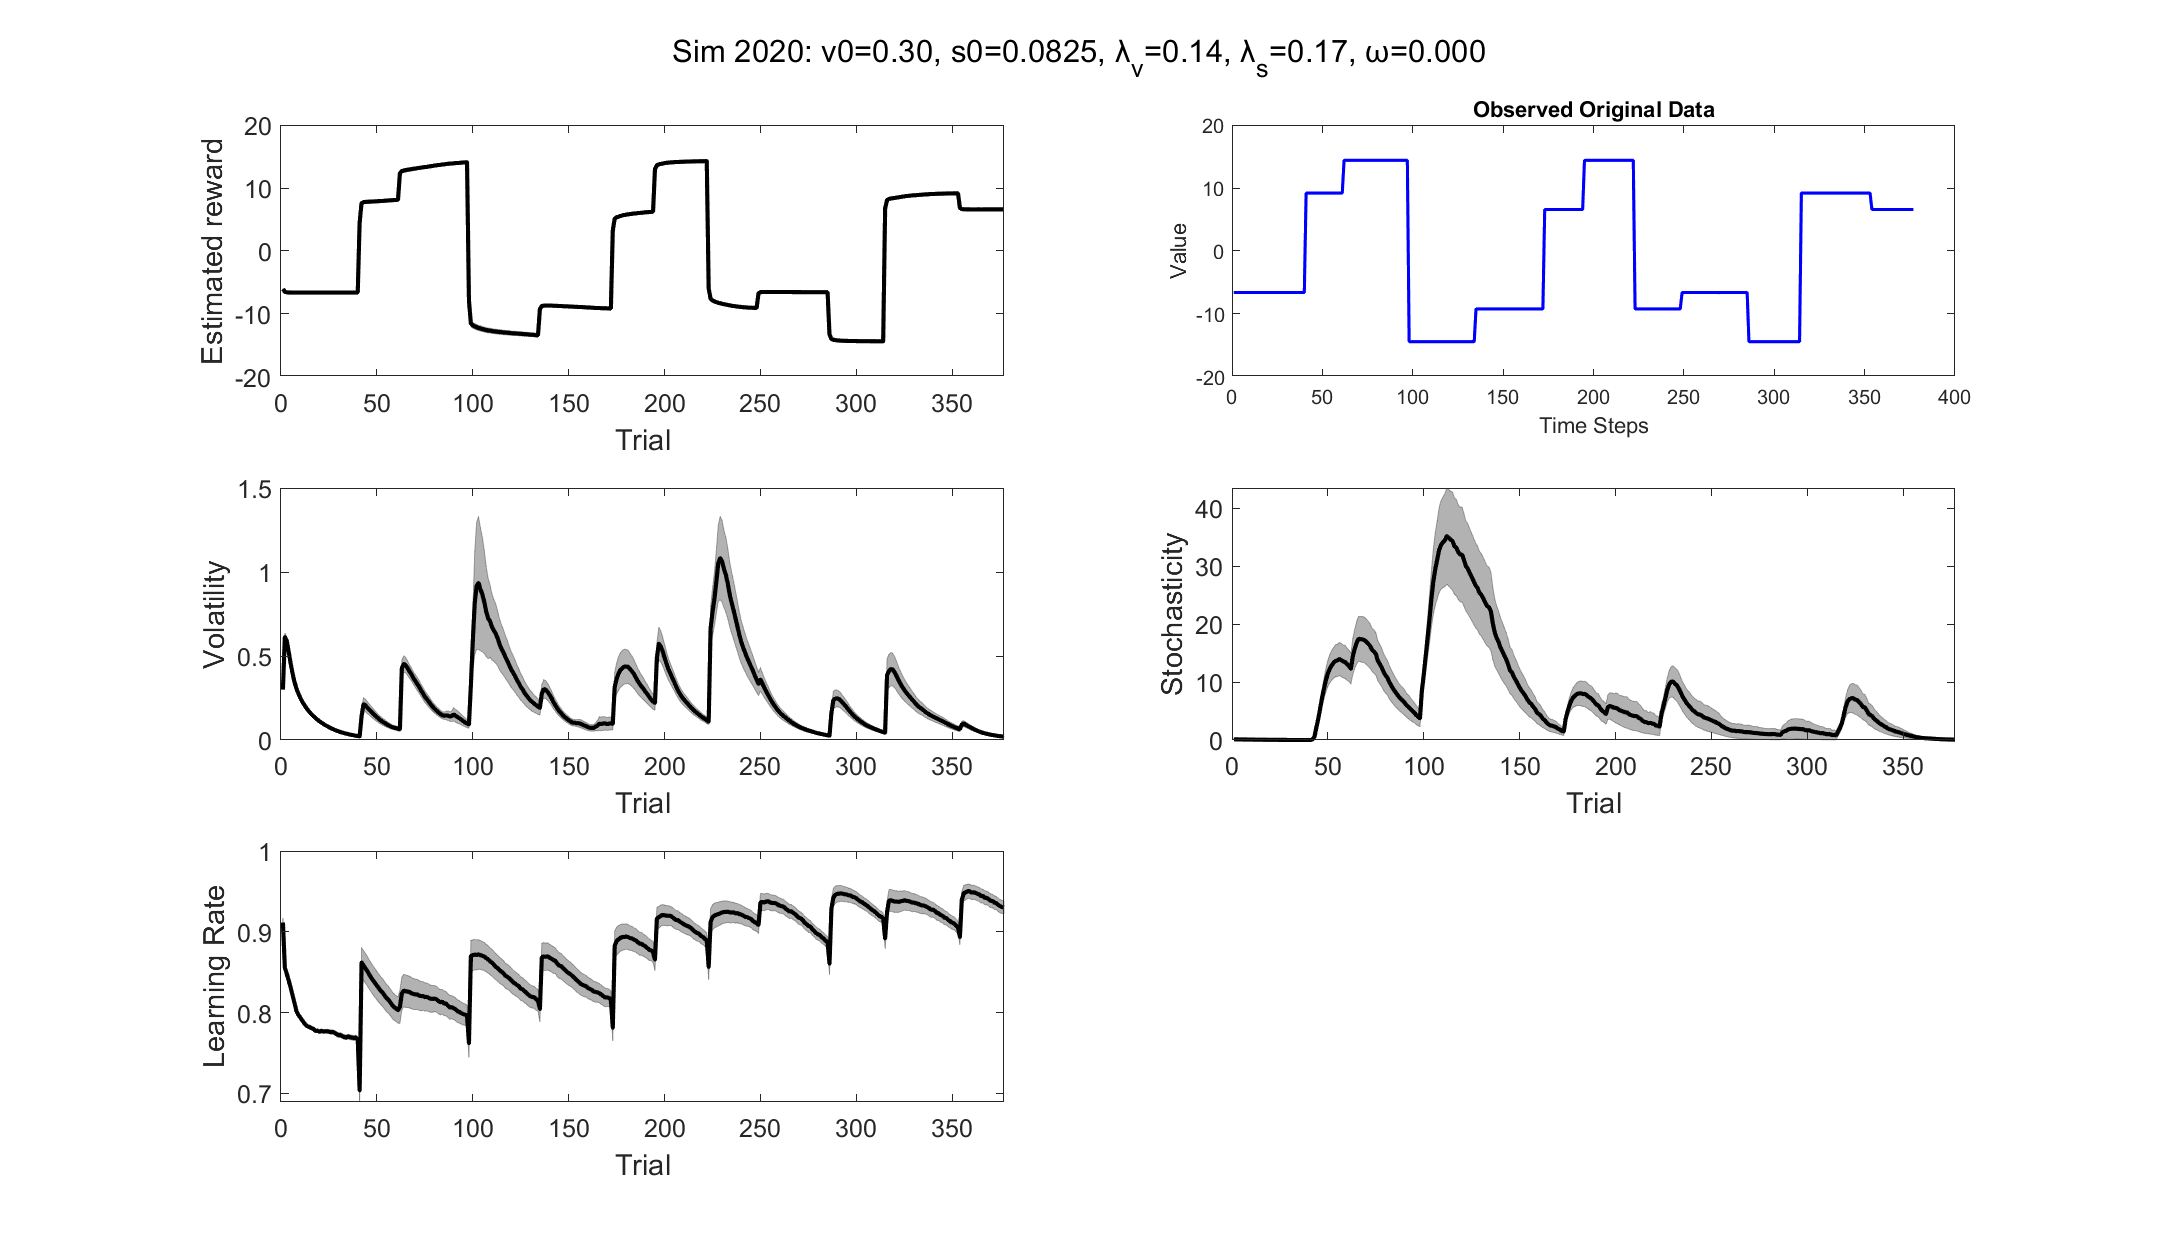 Sim 2020: v0=0.30, s0=0.0825, λv=0.14, λs=0.17, ω=0.000
20
10
0
-10
-20
Estimated reward
0 50 100 150 200 250 300 350
Trial
Observed Original Data
20
10
0
-10
-20
Value
0 50 100 150 200 250 300 350 400
Time Steps
1.5
1
0.5
0
Volatility
0 50 100 150 200 250 300 350
Trial
40
30
20
10
0
Stochasticity
0 50 100 150 200 250 300 350
Trial
1
0.9
0.8
0.7
Learning Rate
0 50 100 150 200 250 300 350
Trial